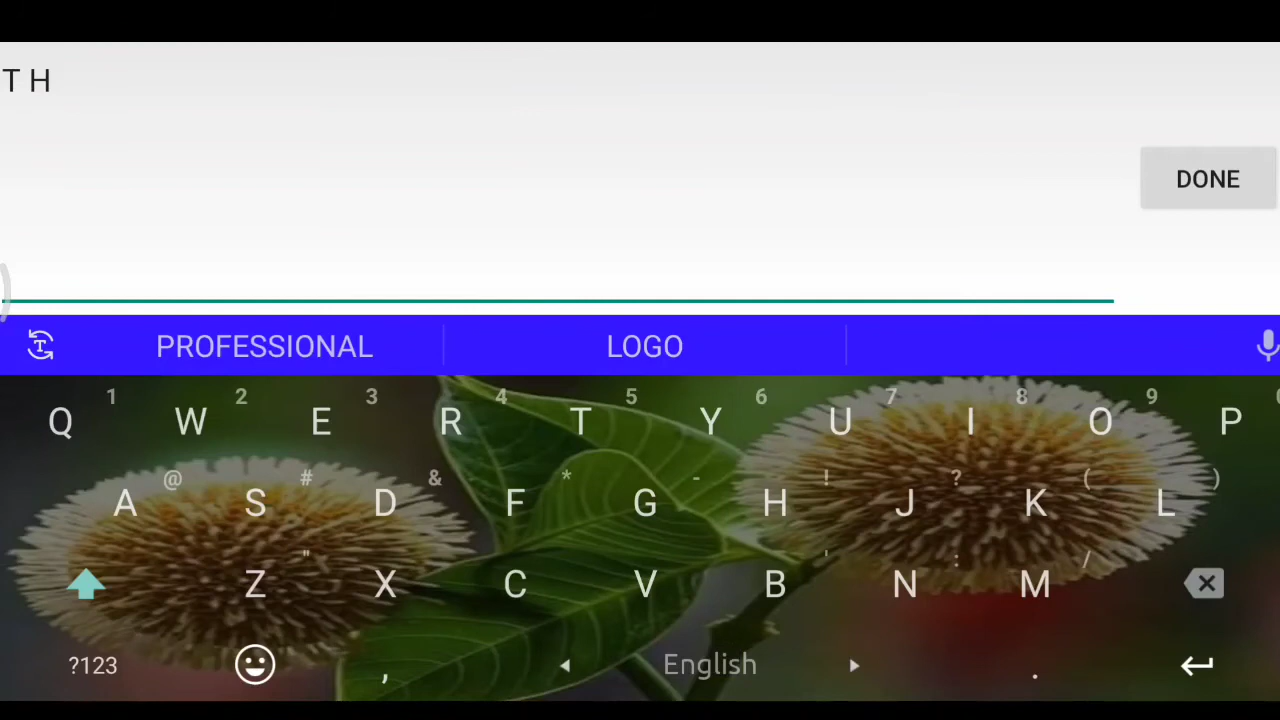 T H
DONE
PROFESSIONAL LOGO
1 2 3 4 5 6 7 8 9
Q W E R T Y U I O P
@ # & * - ! ? ( )
A S D F G H J K L
" ' : /
Z X C V B N M
?123 , English .